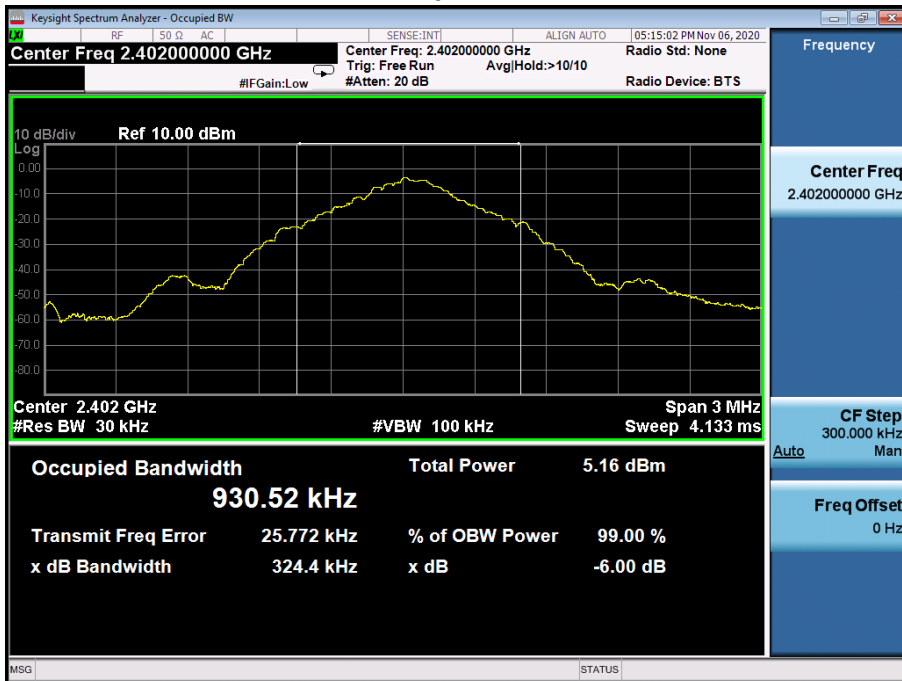 Keysight Spectrum Analyzer - Occupied BW
LXI RF 50 Ω AC SENSE:INT ALIGN AUTO 05:15:02 PM Nov 06, 2020
Center Freq 2.402000000 GHz
Center Freq: 2.402000000 GHz Radio Std: None
Trig: Free Run Avg|Hold:>10/10
#IFGain:Low #Atten: 20 dB Radio Device: BTS
10 dB/div Ref 10.00 dBm
Log
0.00
-10.0
-20.0
-30.0
-40.0
-50.0
-60.0
-70.0
-80.0
Center 2.402 GHz Span 3 MHz
#Res BW 30 kHz #VBW 100 kHz Sweep 4.133 ms
Occupied Bandwidth Total Power 5.16 dBm
930.52 kHz
Transmit Freq Error 25.772 kHz % of OBW Power 99.00 %
x dB Bandwidth 324.4 kHz x dB -6.00 dB
MSG STATUS
Frequency
Center Freq
2.402000000 GHz
CF Step
300.000 kHz
Auto Man
Freq Offset
0 Hz